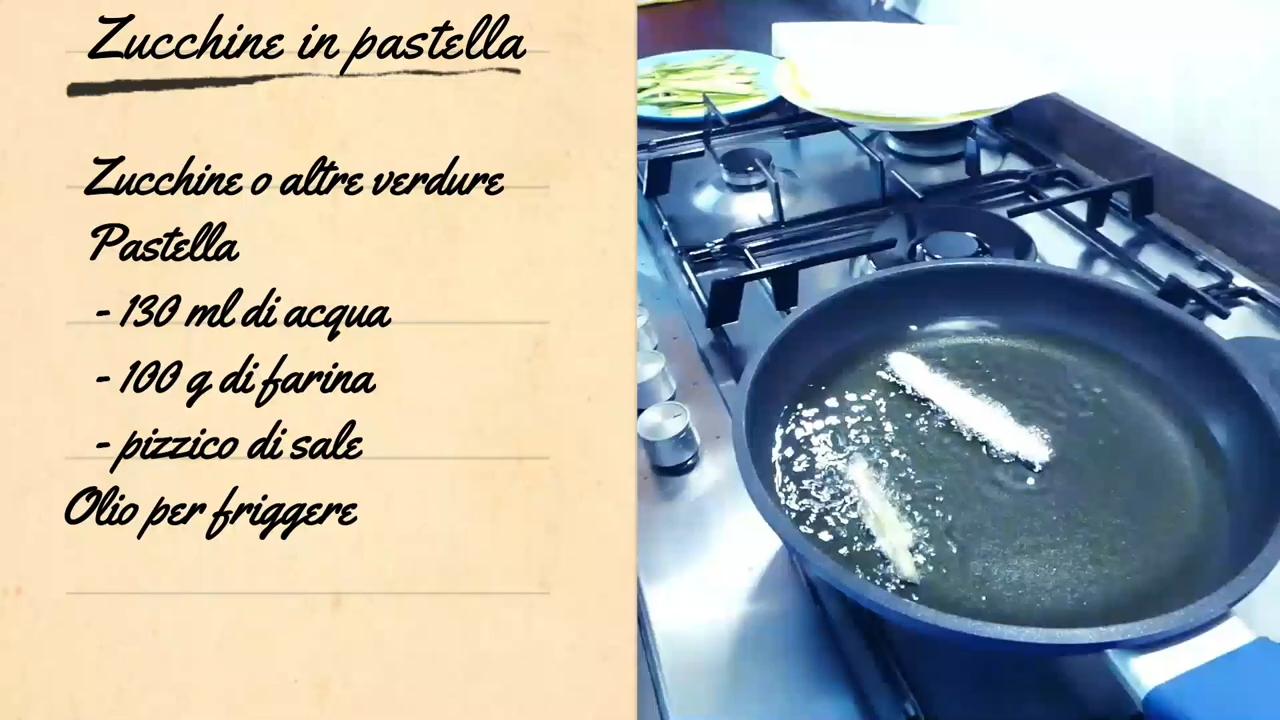 Zucchine in pastella
Zucchine o altre verdure
Pastella
- 130 ml di acqua
- 100 g di farina
- pizzico di sale
Olio per friggere